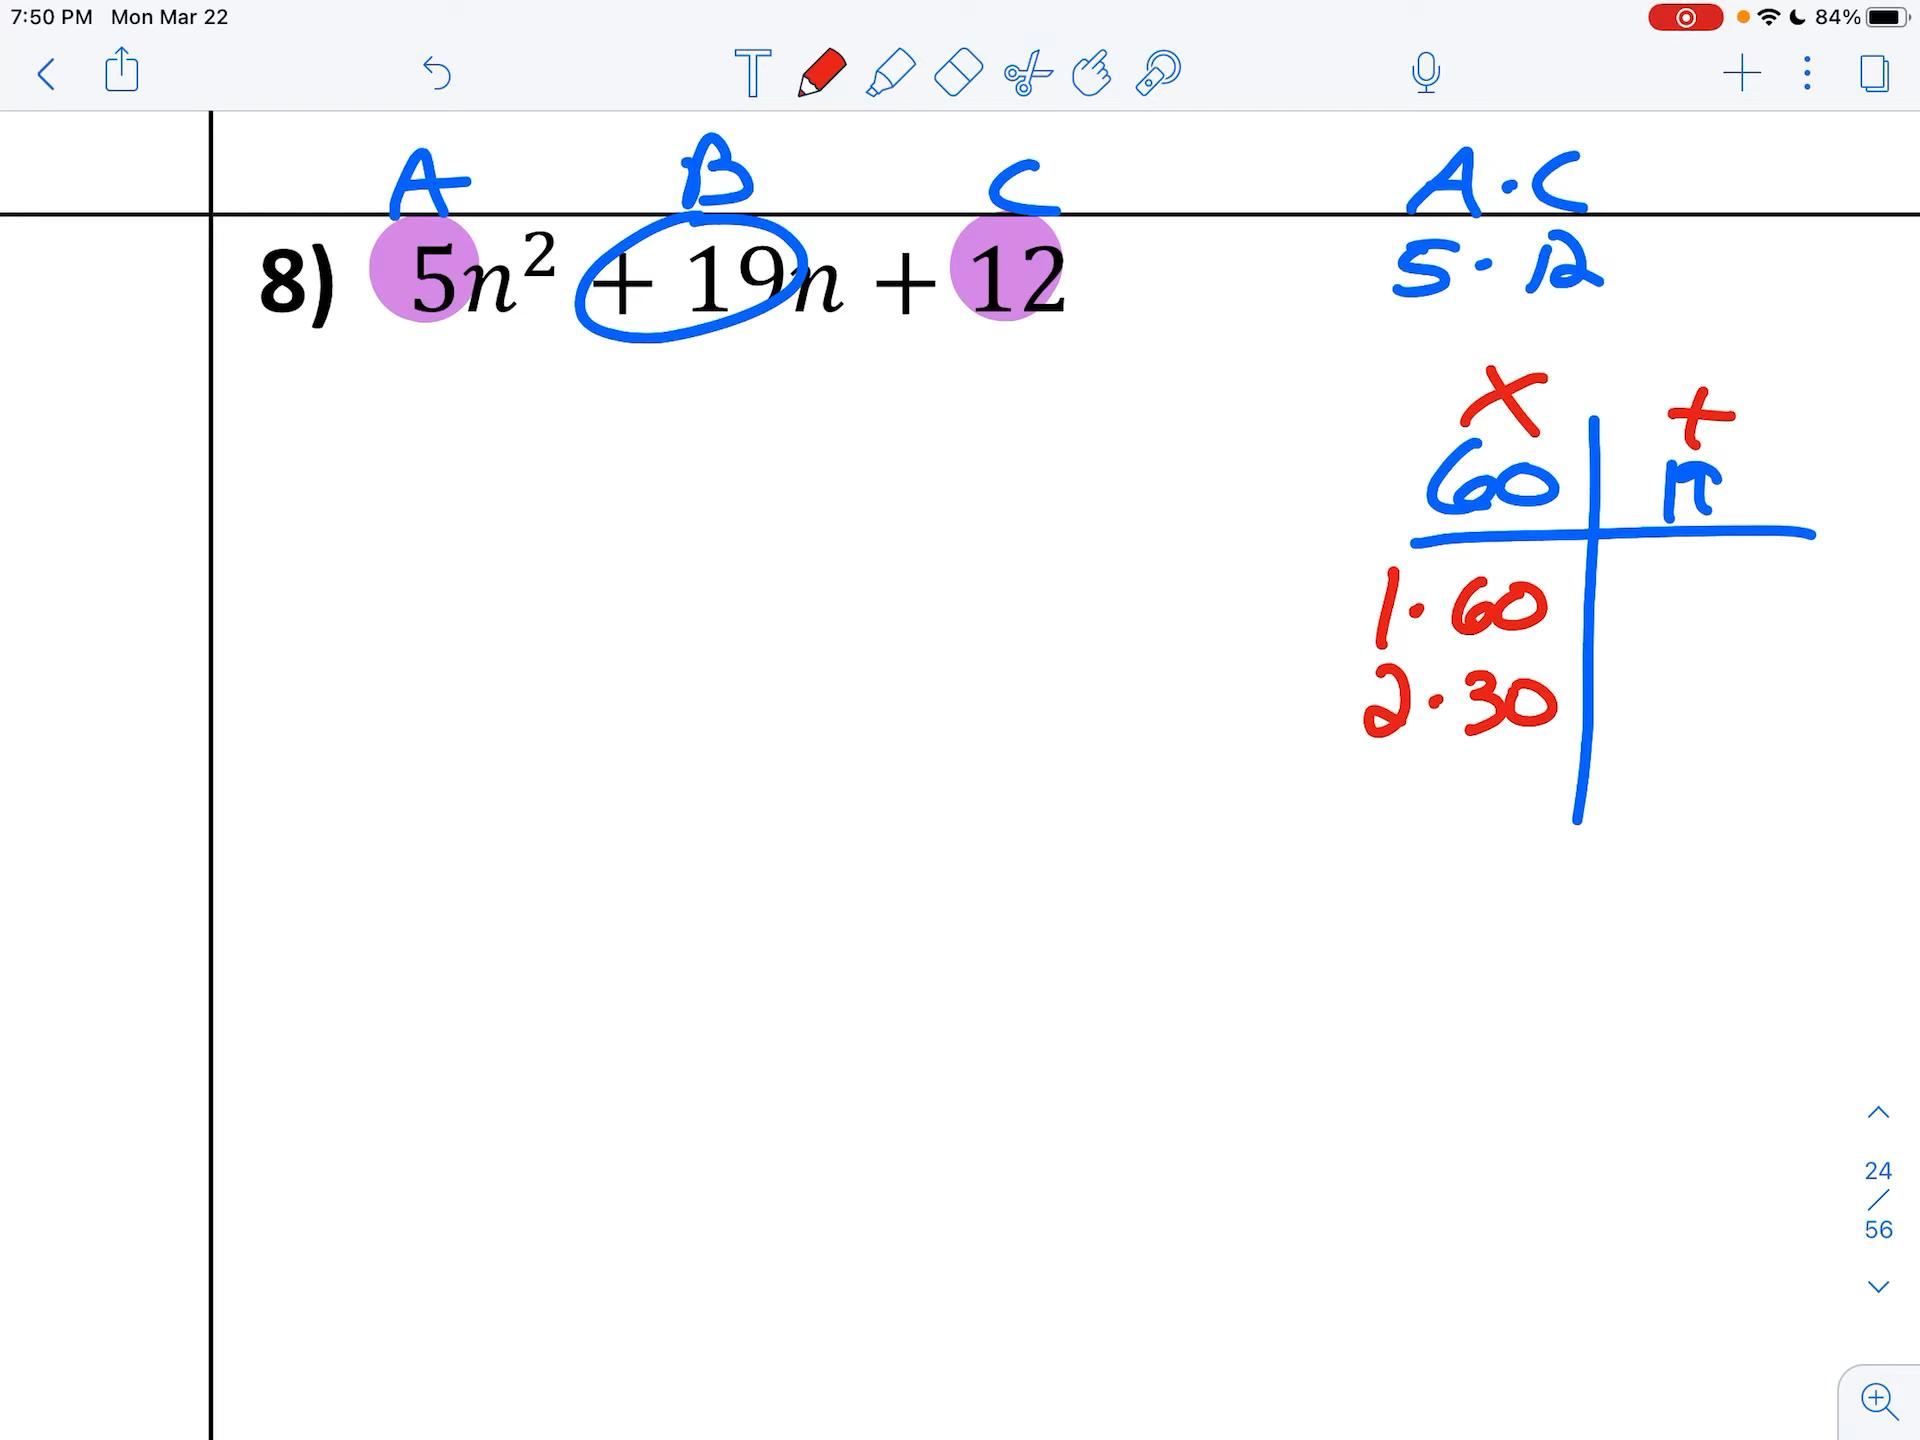 7:50 PM Mon Mar 22
84%
T
A B C A · C
8) 5n² + 19n + 12
5 · 12
× +
60 19
1 · 60
2 · 30
24
/
56